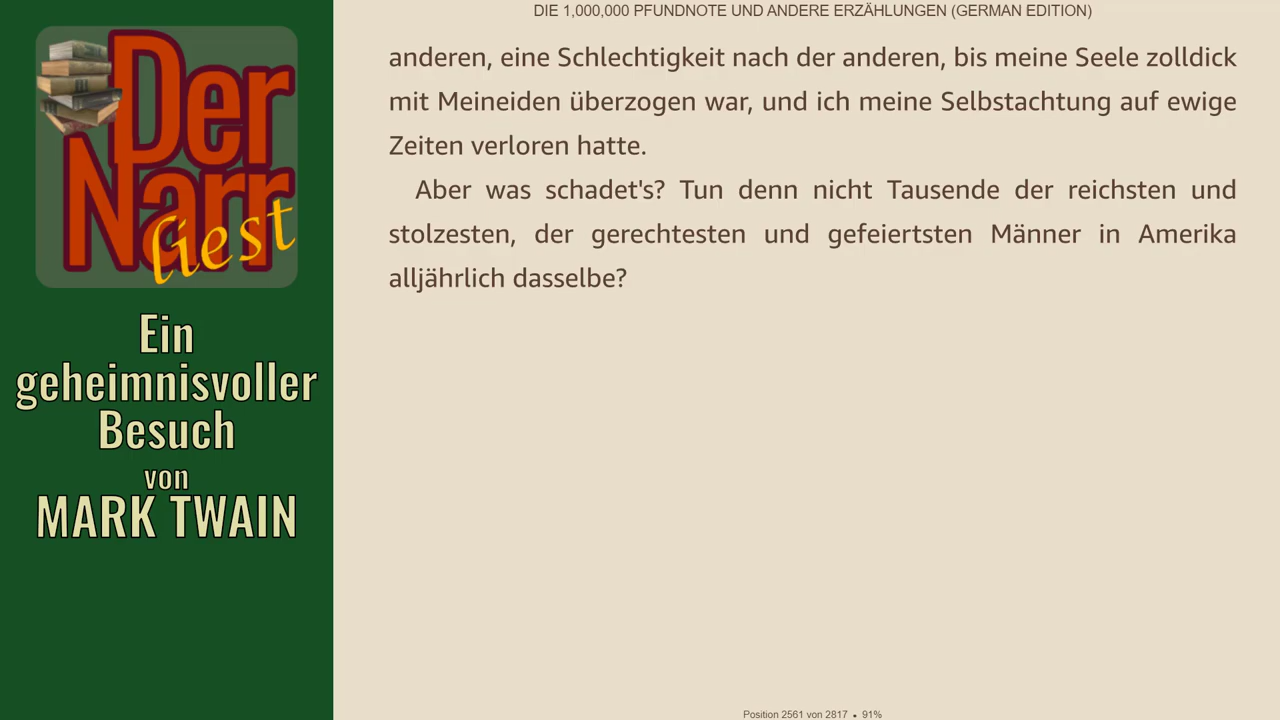 Der
Narr
liest
Ein
geheimnisvoller
Besuch
von
MARK TWAIN
DIE 1,000,000 PFUNDNOTE UND ANDERE ERZÄHLUNGEN (GERMAN EDITION)
anderen, eine Schlechtigkeit nach der anderen, bis meine Seele zolldick
mit Meineiden überzogen war, und ich meine Selbstachtung auf ewige
Zeiten verloren hatte.
Aber was schadet's? Tun denn nicht Tausende der reichsten und
stolzesten, der gerechtesten und gefeiertsten Männer in Amerika
alljährlich dasselbe?
Position 2561 von 2817 • 91%